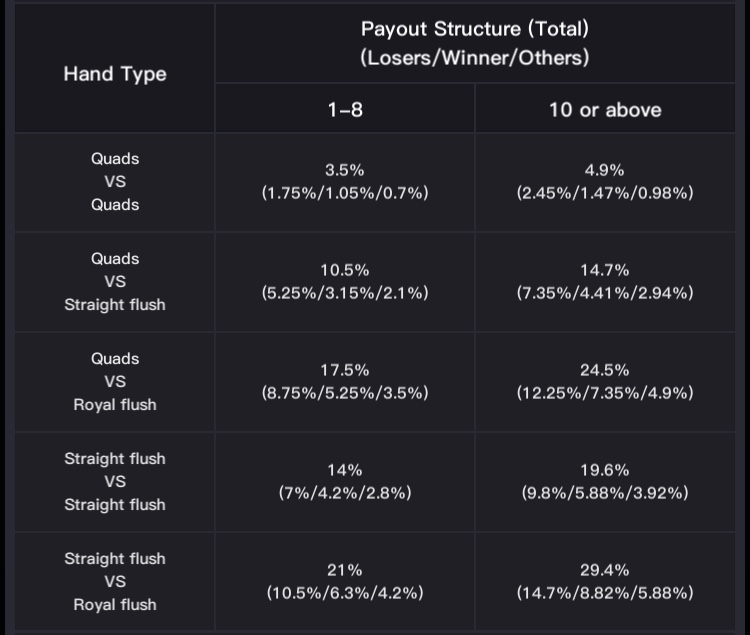 Hand Type
Payout Structure (Total)
(Losers/Winner/Others)
1–8
10 or above
Quads
VS
Quads
3.5%
(1.75%/1.05%/0.7%)
4.9%
(2.45%/1.47%/0.98%)
Quads
VS
Straight flush
10.5%
(5.25%/3.15%/2.1%)
14.7%
(7.35%/4.41%/2.94%)
Quads
VS
Royal flush
17.5%
(8.75%/5.25%/3.5%)
24.5%
(12.25%/7.35%/4.9%)
Straight flush
VS
Straight flush
14%
(7%/4.2%/2.8%)
19.6%
(9.8%/5.88%/3.92%)
Straight flush
VS
Royal flush
21%
(10.5%/6.3%/4.2%)
29.4%
(14.7%/8.82%/5.88%)